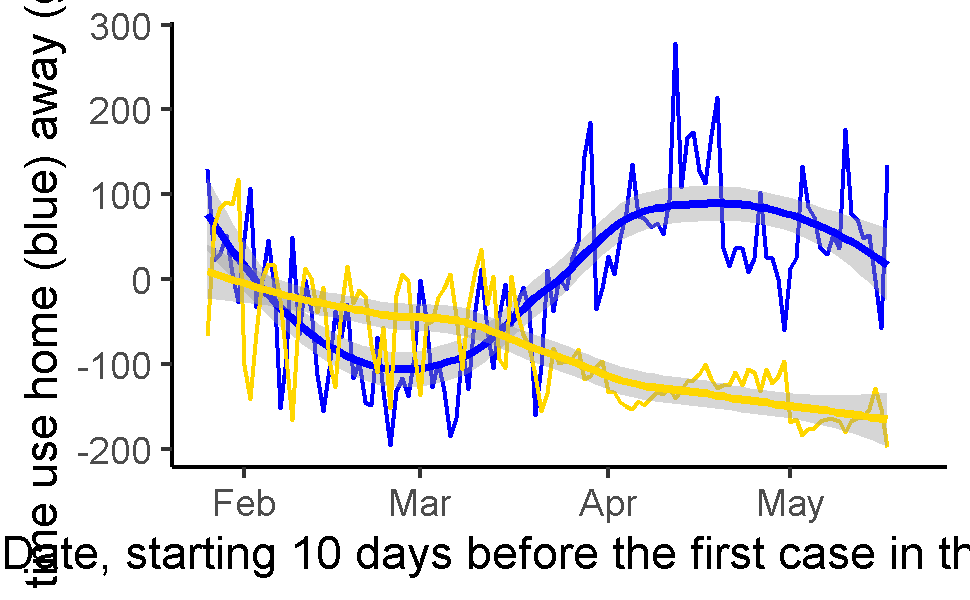 time use home (blue) away (
300
200
100
0
-100
-200
Feb Mar Apr May
Date, starting 10 days before the first case in th